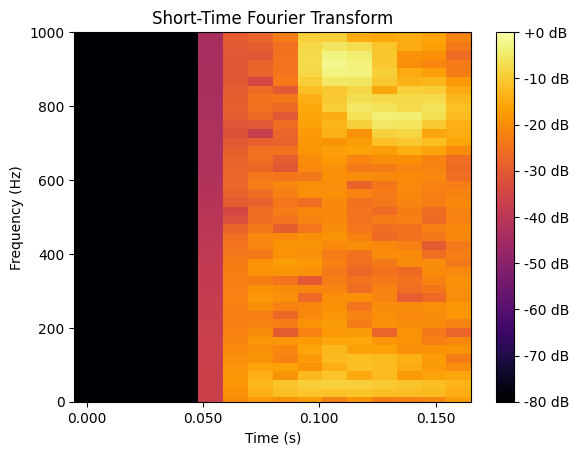 Short-Time Fourier Transform
1000
800
600
400
200
0
Frequency (Hz)
0.000
0.050
0.100
0.150
Time (s)
+0 dB
-10 dB
-20 dB
-30 dB
-40 dB
-50 dB
-60 dB
-70 dB
-80 dB